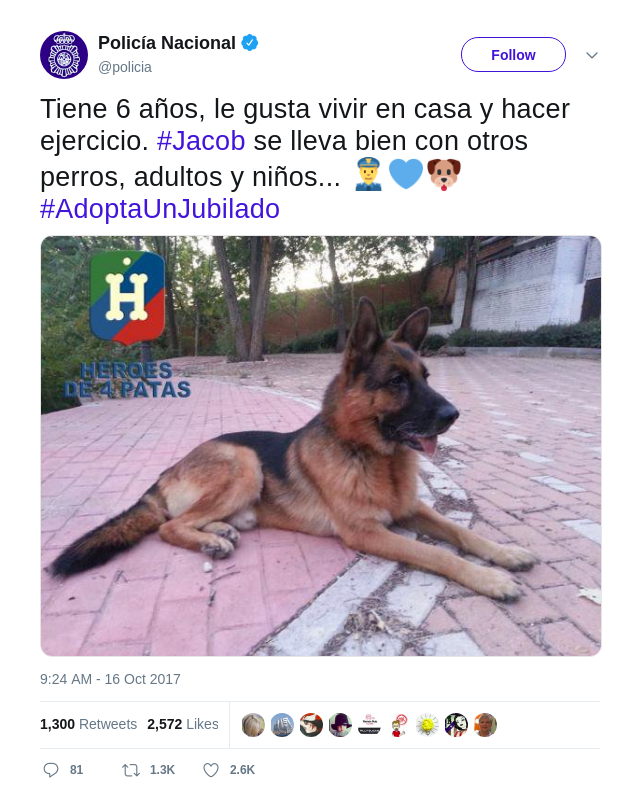 Policía Nacional
@policia
Follow
Tiene 6 años, le gusta vivir en casa y hacer
ejercicio. #Jacob se lleva bien con otros
perros, adultos y niños...
#AdoptaUnJubilado
H
HEROES
DE 4 PATAS
9:24 AM - 16 Oct 2017
1,300 Retweets 2,572 Likes
81 1.3K 2.6K